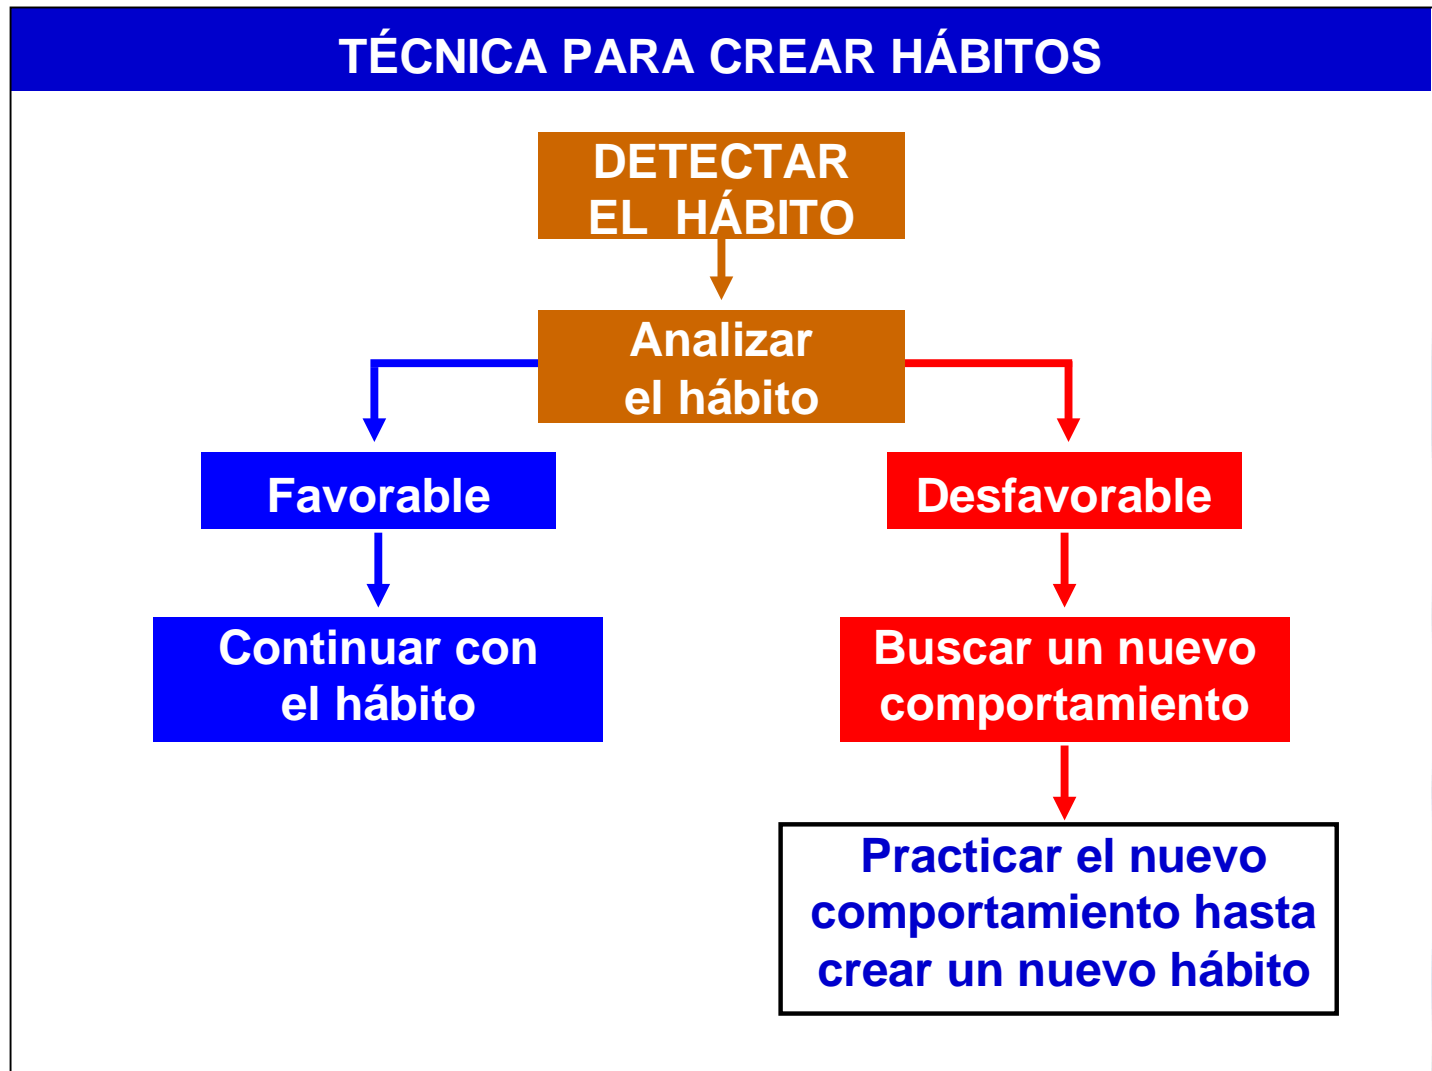 TÉCNICA PARA CREAR HÁBITOS
DETECTAR
EL HÁBITO
Analizar
el hábito
Favorable
Desfavorable
Continuar con
el hábito
Buscar un nuevo
comportamiento
Practicar el nuevo
comportamiento hasta
crear un nuevo hábito